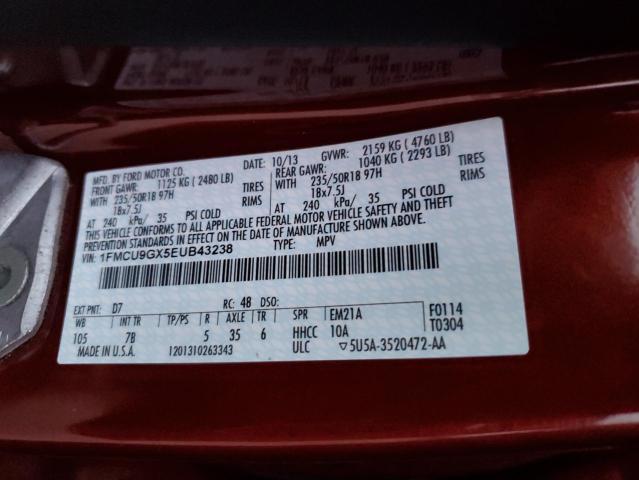 MFD. BY FORD MOTOR CO.
10/13 GVWR: 2159 KG ( 4760 LB)
FRONT GAWR: 1125 KG ( 2480 LB)
REAR GAWR: 1040 KG ( 2293 LB)
WITH 235/50R18 97H TIRES
18x7.5J RIMS
WITH 235/50R18 97H TIRES
18x7.5J RIMS
AT 240 kPa/ 35 PSI COLD
AT 240 kPa/ 35 PSI COLD
THIS VEHICLE CONFORMS TO ALL APPLICABLE FEDERAL MOTOR VEHICLE SAFETY AND THEFT
PREVENTION STANDARDS IN EFFECT ON THE DATE OF MANUFACTURE SHOWN ABOVE.
VIN: 1FMCU9GX5EUB43238
TYPE: MPV
EXT PNT: D7 RC: 48 DSO:
WB INT TR TP/PS R AXLE TR SPR EM21A F0114
105 7B 5 35 6 HHCC 10A T0304
MADE IN U.S.A. 1201310263343 ULC ▽5U5A-3520472-AA